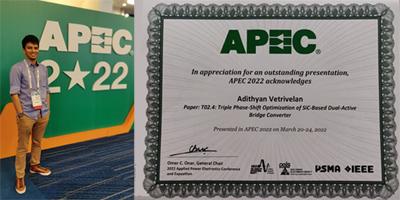 APEC.
2★22
APEC.
In appreciation for an outstanding presentation,
APEC 2022 acknowledges
Adithyan Vetrivelan
Paper: T02.4: Triple Phase-Shift Optimization of SiC-Based Dual-Active
Bridge Converter
Presented in APEC 2022 on March 20-24, 2022
Omer C. Onar, General Chair
2022 Applied Power Electronics Conference
and Exposition
PSMA IEEE